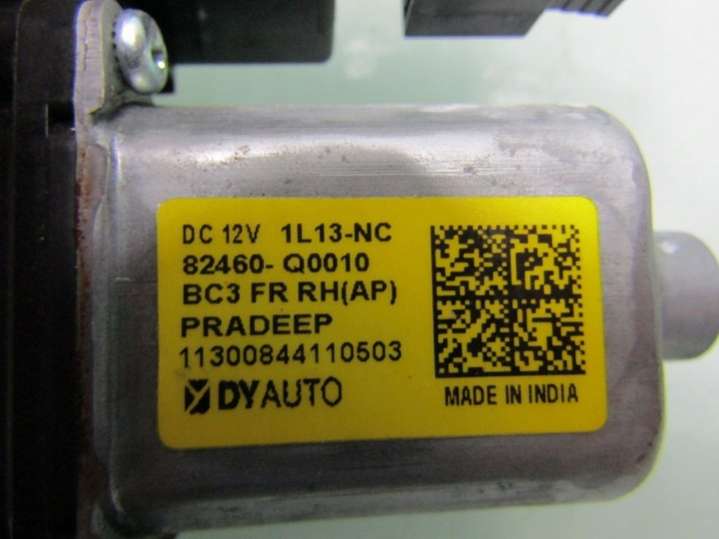 DC 12V 1L13-NC
82460- Q0010
BC3 FR RH(AP)
PRADEEP
11300844110503
DYAUTO
MADE IN INDIA